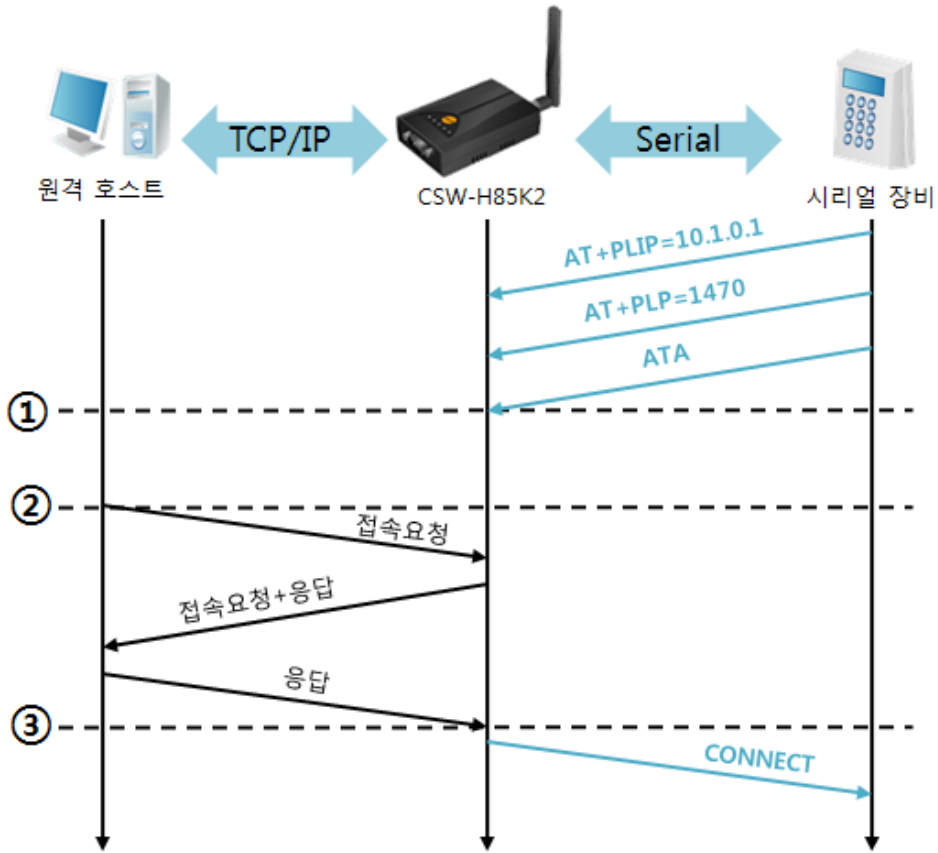 TCP/IP
Serial
원격 호스트
CSW-H85K2
시리얼 장비
AT+PLIP=10.1.0.1
AT+PLP=1470
ATA
①
②
접속요청
접속요청+응답
응답
③
CONNECT